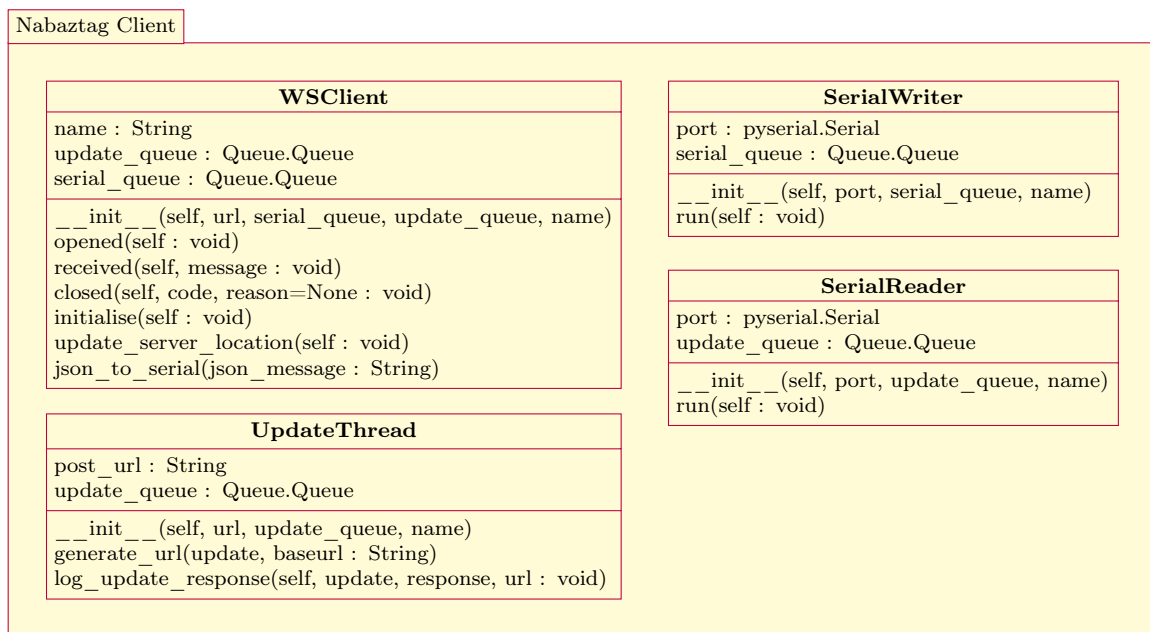 Nabaztag Client
WSClient
name : String
update_queue : Queue.Queue
serial_queue : Queue.Queue
__init__(self, url, serial_queue, update_queue, name)
opened(self : void)
received(self, message : void)
closed(self, code, reason=None : void)
initialise(self : void)
update_server_location(self : void)
json_to_serial(json_message : String)
UpdateThread
post_url : String
update_queue : Queue.Queue
__init__(self, url, update_queue, name)
generate_url(update, baseurl : String)
log_update_response(self, update, response, url : void)
SerialWriter
port : pyserial.Serial
serial_queue : Queue.Queue
__init__(self, port, serial_queue, name)
run(self : void)
SerialReader
port : pyserial.Serial
update_queue : Queue.Queue
__init__(self, port, update_queue, name)
run(self : void)